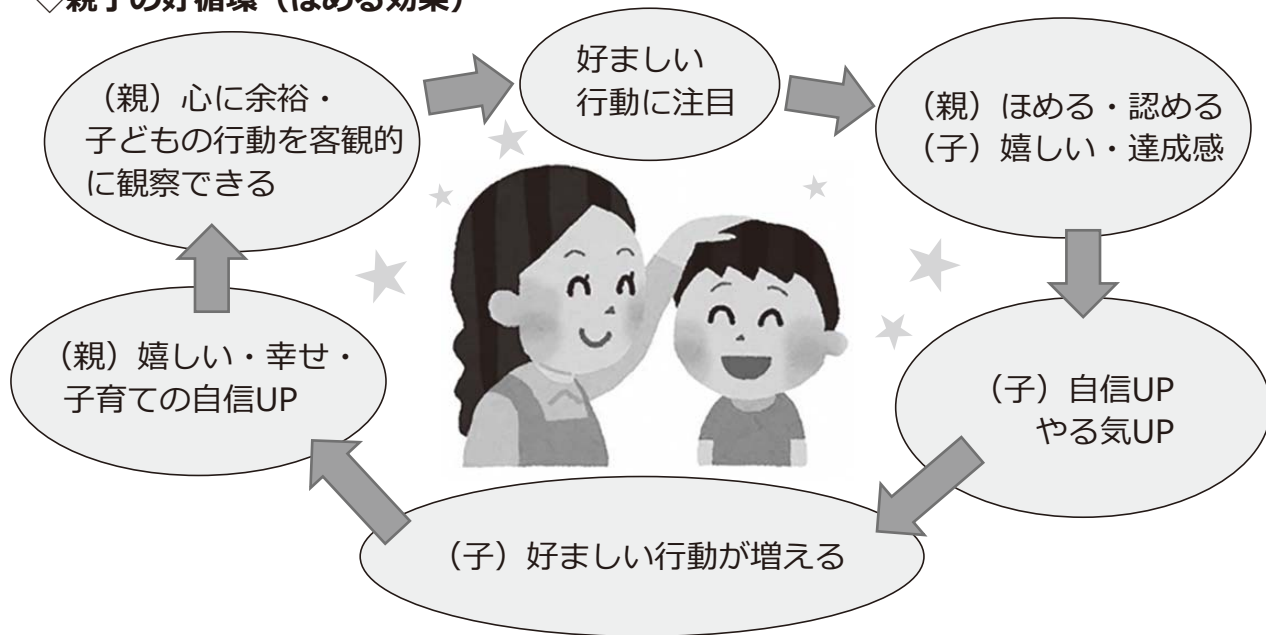 ◇親子の好循環（ほめる効果）
好ましい
行動に注目
（親）ほめる・認める
（子）嬉しい・達成感
（子）自信UP
やる気UP
（子）好ましい行動が増える
（親）嬉しい・幸せ・
子育ての自信UP
（親）心に余裕・
子どもの行動を客観的
に観察できる